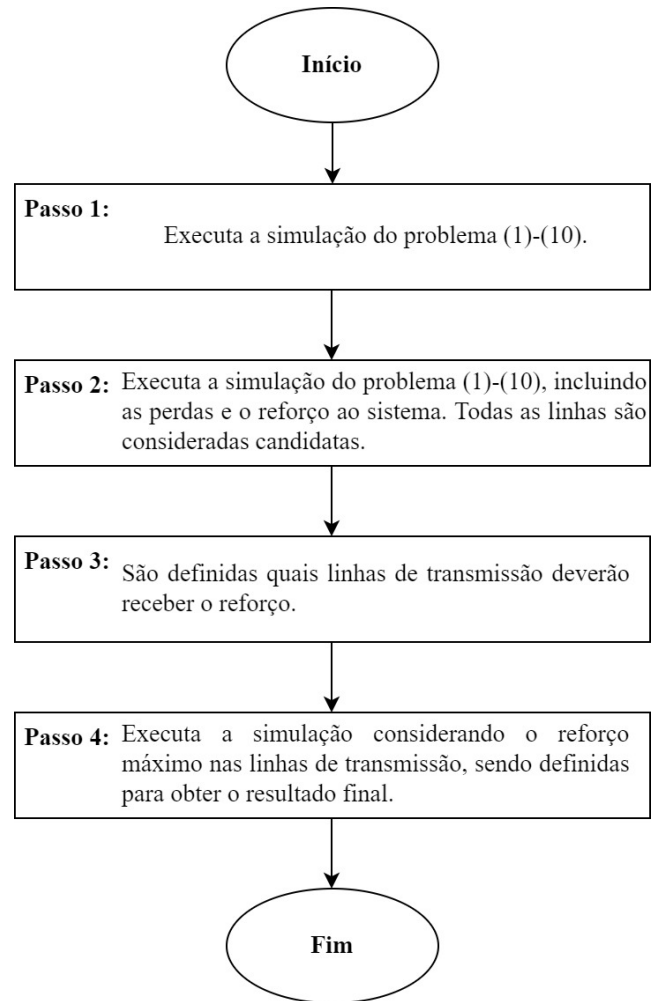 Início
Passo 1:
Executa a simulação do problema (1)-(10).
Passo 2: Executa a simulação do problema (1)-(10), incluindo
as perdas e o reforço ao sistema. Todas as linhas são
consideradas candidatas.
Passo 3:
São definidas quais linhas de transmissão deverão
receber o reforço.
Passo 4: Executa a simulação considerando o reforço
máximo nas linhas de transmissão, sendo definidas
para obter o resultado final.
Fim